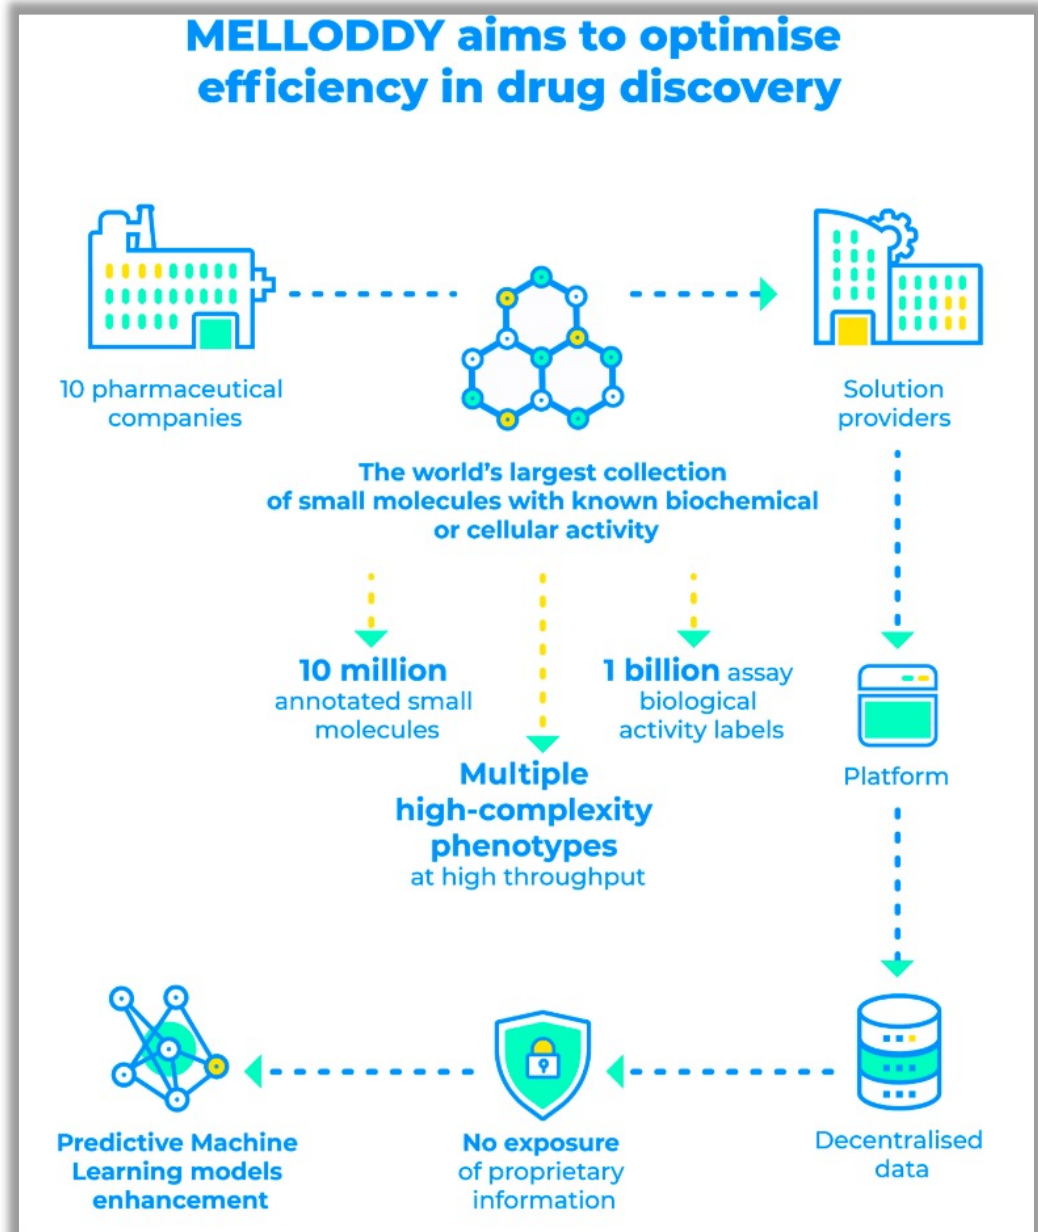 MELLODDY aims to optimise
efficiency in drug discovery
10 pharmaceutical
companies
Solution
providers
The world's largest collection
of small molecules with known biochemical
or cellular activity
10 million
annotated small
molecules
1 billion assay
biological
activity labels
Multiple
high-complexity
phenotypes
at high throughput
Platform
Decentralised
data
No exposure
of proprietary
information
Predictive Machine
Learning models
enhancement